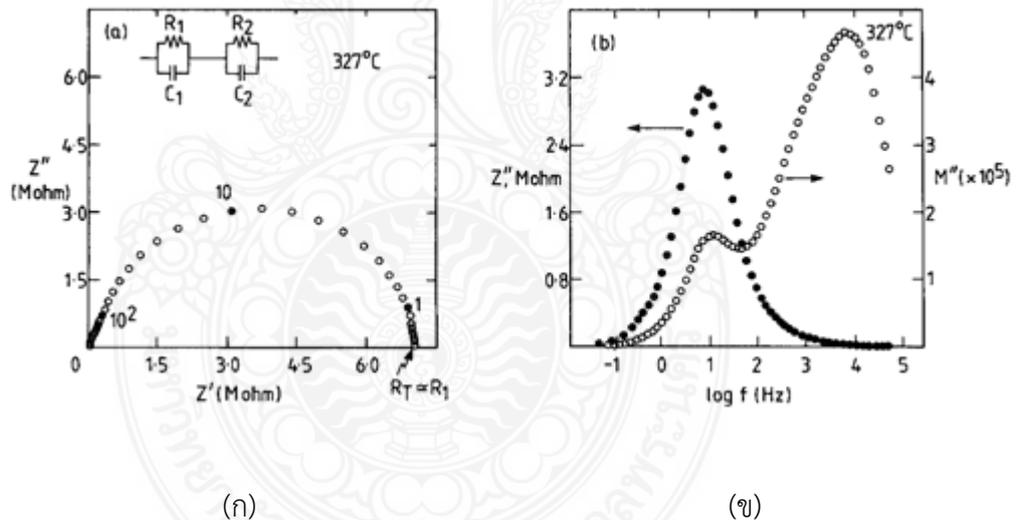 (a)
R₁ R₂
C₁ C₂
327°C
Z"
(Mohm)
6·0
4·5
3·0
1·5
0
10
10²
1
0 1·5 3·0 4·5 6·0
Z' (Mohm)
R_T ≃ R₁
(b)
327°C
Z", Mohm
3·2
2·4
1·6
0·8
M" (×10⁵)
4
3
2
1
-1 0 1 2 3 4 5
log f (Hz)
(ก) (ข)